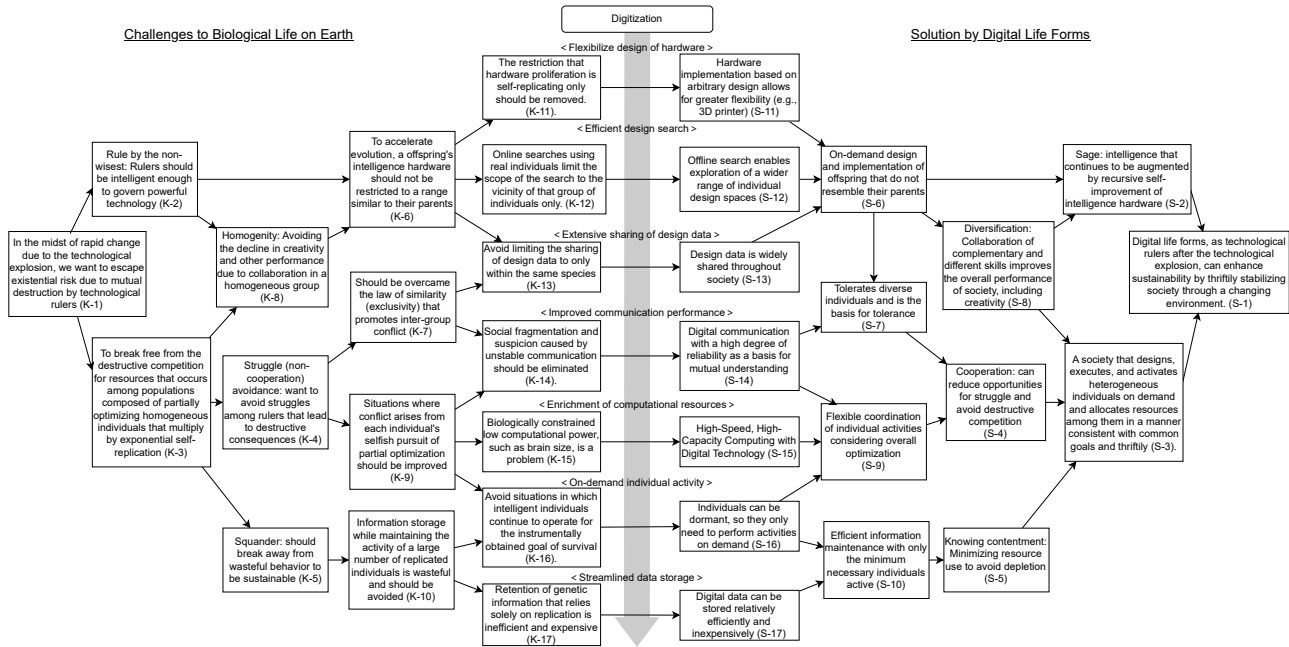 Digitization
Challenges to Biological Life on Earth
Solution by Digital Life Forms
< Flexibilize design of hardware >
The restriction that
hardware proliferation is
self-replicating only
should be removed.
(K-11).
Hardware
implementation based on
arbitrary design allows
for greater flexibility (e.g.,
3D printer) (S-11)
< Efficient design search >
Rule by the non-
wisest: Rulers should
be intelligent enough
to govern powerful
technology (K-2)
To accelerate
evolution, a offspring's
intelligence hardware
should not be
restricted to a range
similar to their parents
(K-6)
Online searches using
real individuals limit the
scope of the search to the
vicinity of that group of
individuals only. (K-12)
Offline search enables
exploration of a wider
range of individual
design spaces (S-12)
On-demand design
and implementation of
offspring that do not
resemble their parents
(S-6)
Sage: intelligence that
continues to be augmented
by recursive self-
improvement of
intelligence hardware (S-2)
< Extensive sharing of design data >
In the midst of rapid change
due to the technological
explosion, we want to escape
existential risk due to mutual
destruction by technological
rulers (K-1)
Homogenity: Avoiding
the decline in creativity
and other performance
due to collaboration in a
homogeneous group
(K-8)
Avoid limiting the sharing
of design data to only
within the same species
(K-13)
Design data is widely
shared throughout
society (S-13)
Diversification:
Collaboration of
complementary and
different skills improves
the overall performance
of society, including
creativity (S-8)
Digital life forms, as technological
rulers after the technological
explosion, can enhance
sustainability by thriftily stabilizing
society through a changing
environment. (S-1)
Should be overcame
the law of similarity
(exclusivity) that
promotes inter-group
conflict (K-7)
Tolerates diverse
individuals and is the
basis for tolerance
(S-7)
< Improved communication performance >
To break free from the
destructive competition
for resources that occurs
among populations
composed of partially
optimizing homogeneous
individuals that multiply
by exponential self-
replication (K-3)
Struggle (non-
cooperation)
avoidance: want to
avoid struggles
among rulers that lead
to destructive
consequences (K-4)
Social fragmentation and
suspicion caused by
unstable communication
should be eliminated
(K-14).
Digital communication
with a high degree of
reliability as a basis for
mutual understanding
(S-14)
Cooperation: can
reduce opportunities
for struggle and
avoid destructive
competition
(S-4)
A society that designs,
executes, and activates
heterogeneous
individuals on demand
and allocates resources
among them in a manner
consistent with common
goals and thriftily (S-3).
< Enrichment of computational resources >
Situations where
conflict arises from
each individual's
selfish pursuit of
partial optimization
should be improved
(K-9)
Biologically constrained
low computational power,
such as brain size, is a
problem (K-15)
High-Speed, High-
Capacity Computing with
Digital Technology (S-15)
Flexible coordination
of individual activities
considering overall
optimization
(S-9)
< On-demand individual activity >
Squander: should
break away from
wasteful behavior to
be sustainable (K-5)
Information storage
while maintaining the
activity of a large
number of replicated
individuals is wasteful
and should be
avoided (K-10)
Avoid situations in which
intelligent individuals
continue to operate for
the instrumentally
obtained goal of survival
(K-16).
Individuals can be
dormant, so they only
need to perform activities
on demand (S-16)
Efficient information
maintenance with only
the minimum
necessary individuals
active (S-10)
Knowing contentment:
Minimizing resource
use to avoid depletion
(S-5)
< Streamlined data storage >
Retention of genetic
information that relies
solely on replication is
inefficient and expensive
(K-17)
Digital data can be
stored relatively
efficiently and
inexpensively (S-17)